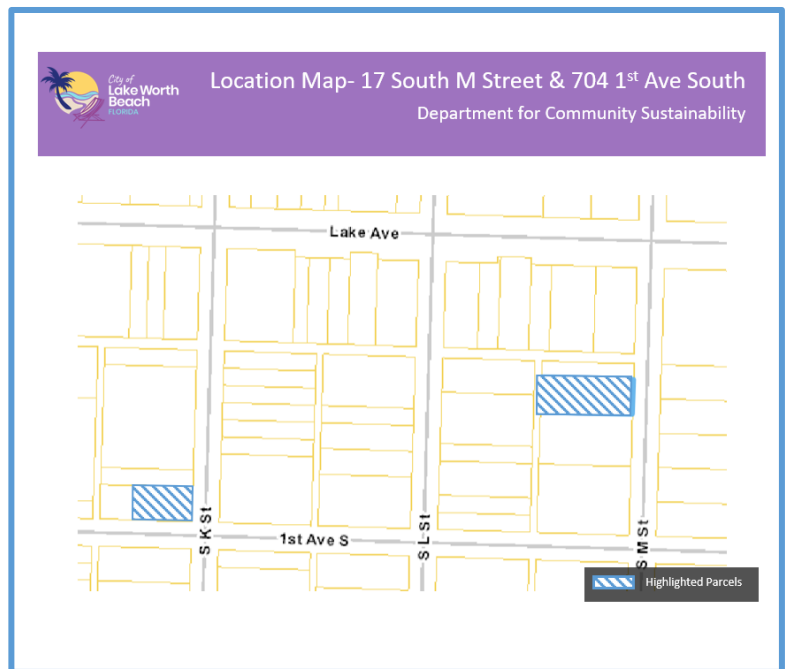 City of
Lake Worth
Beach
FLORIDA
Location Map- 17 South M Street & 704 1st Ave South
Department for Community Sustainability
Lake Ave
S K St
1st Ave S
S L St
S M St
Highlighted Parcels